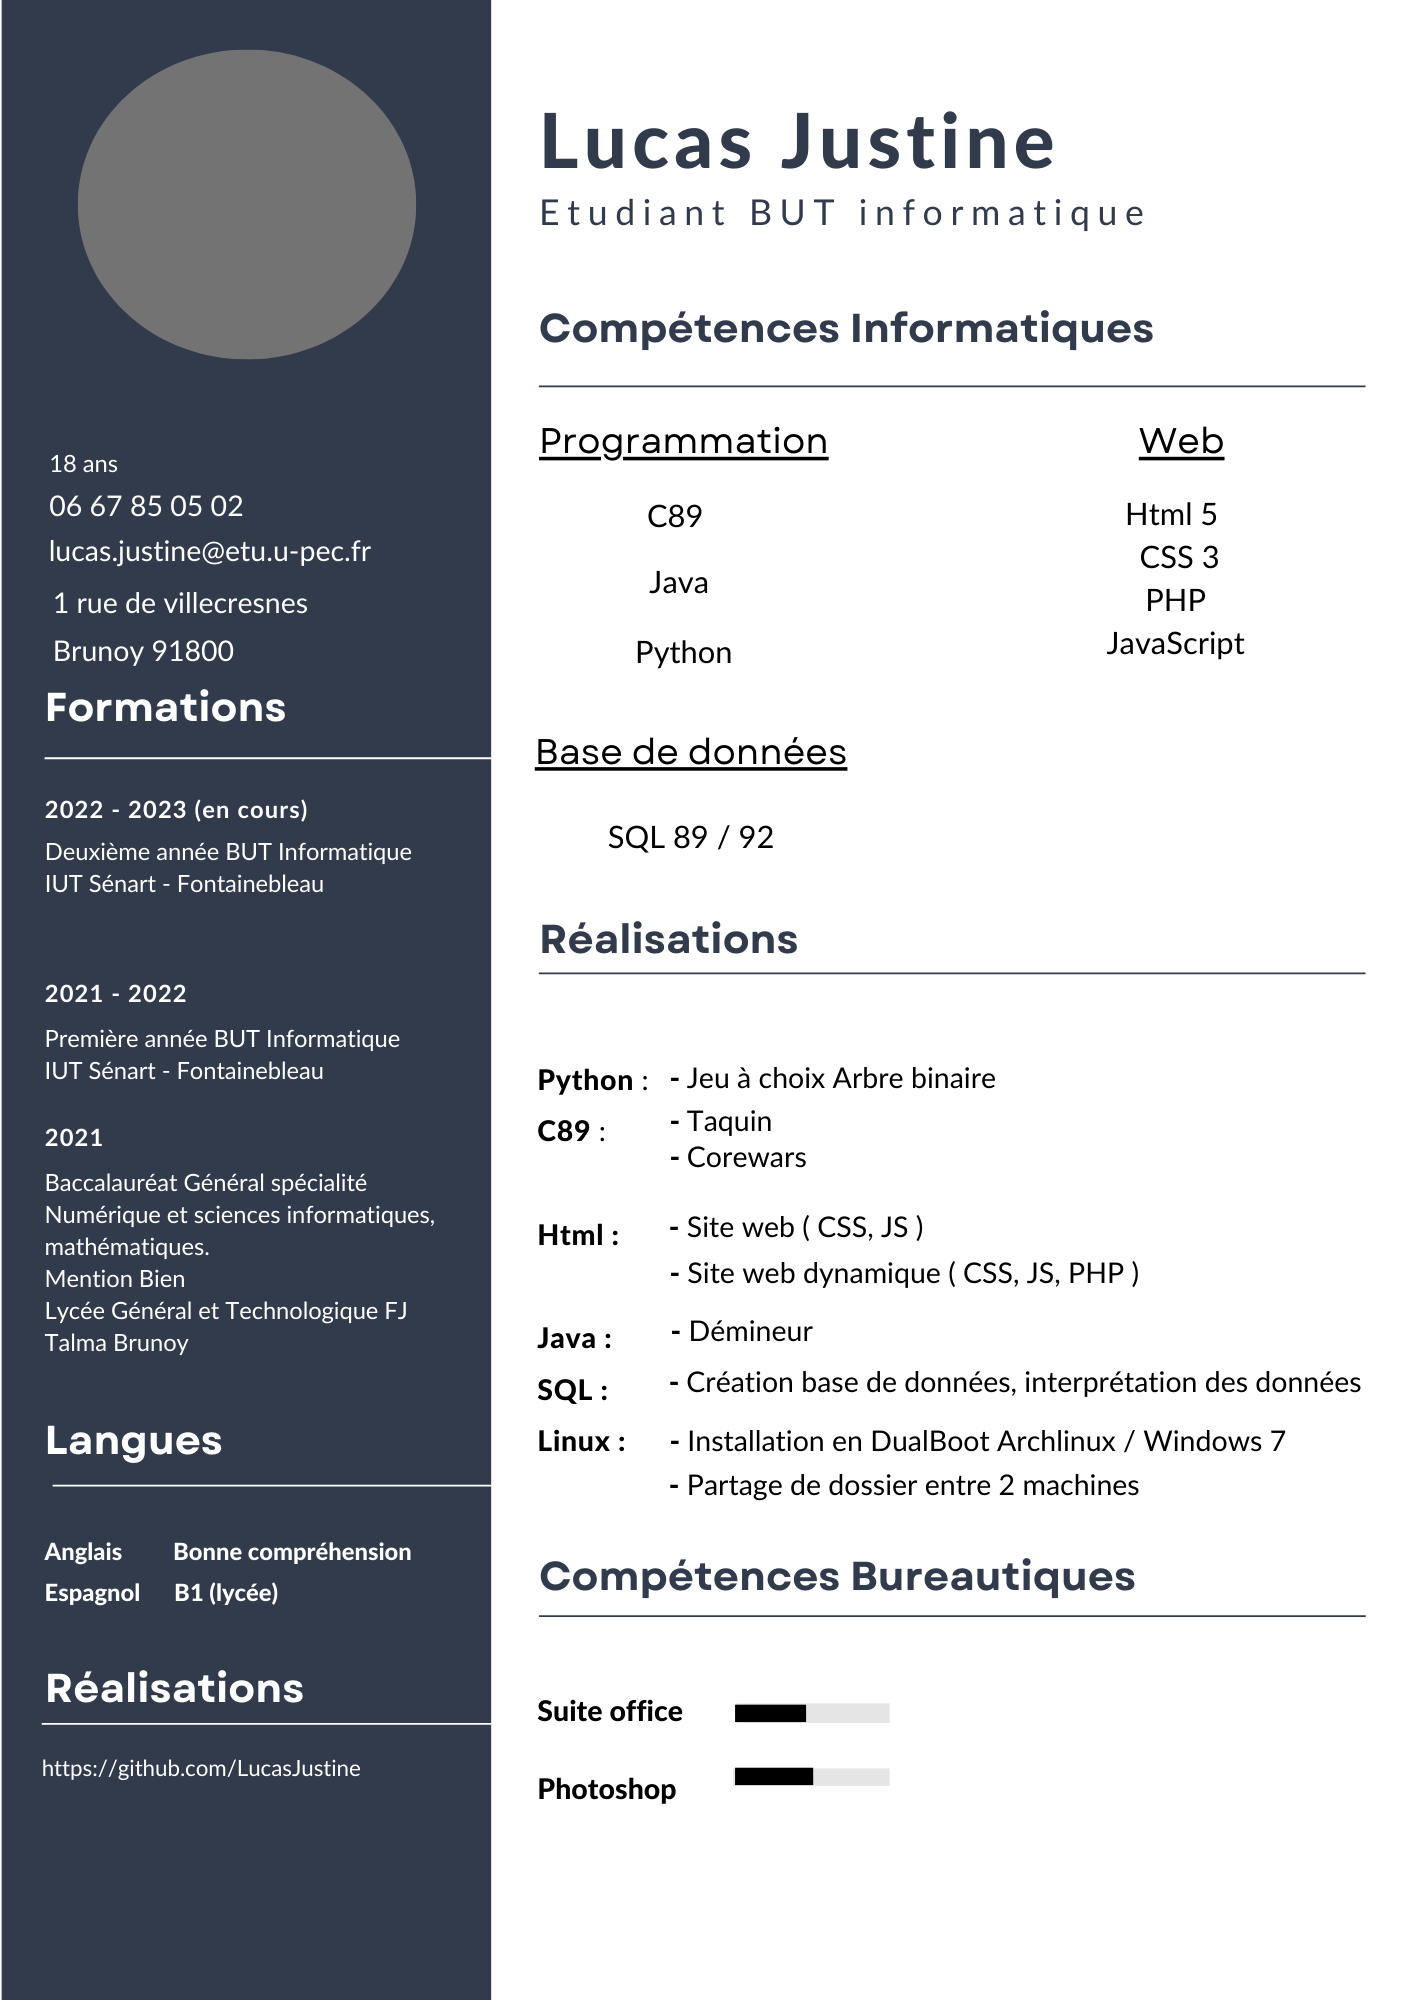 18 ans
06 67 85 05 02
lucas.justine@etu.u-pec.fr
1 rue de villecresnes
Brunoy 91800
Formations
2022 - 2023 (en cours)
Deuxième année BUT Informatique
IUT Sénart - Fontainebleau
2021 - 2022
Première année BUT Informatique
IUT Sénart - Fontainebleau
2021
Baccalauréat Général spécialité
Numérique et sciences informatiques,
mathématiques.
Mention Bien
Lycée Général et Technologique FJ
Talma Brunoy
Langues
Anglais Bonne compréhension
Espagnol B1 (lycée)
Réalisations
https://github.com/LucasJustine
Lucas Justine
Etudiant BUT informatique
Compétences Informatiques
Programmation
C89
Java
Python
Web
Html 5
CSS 3
PHP
JavaScript
Base de données
SQL 89 / 92
Réalisations
Python : - Jeu à choix Arbre binaire
C89 : - Taquin
- Corewars
Html : - Site web ( CSS, JS )
- Site web dynamique ( CSS, JS, PHP )
Java : - Démineur
SQL : - Création base de données, interprétation des données
Linux : - Installation en DualBoot Archlinux / Windows 7
- Partage de dossier entre 2 machines
Compétences Bureautiques
Suite office
Photoshop